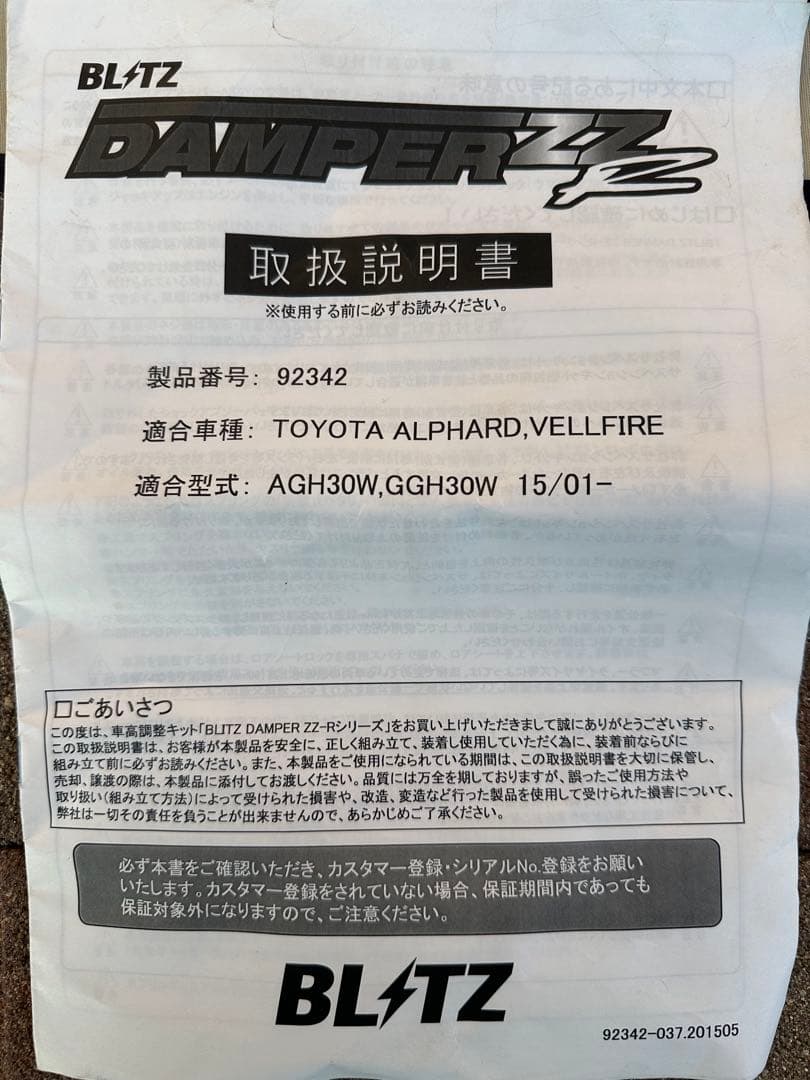 BLITZ
DAMPER ZZ-R
取扱説明書
※使用する前に必ずお読みください。
製品番号: 92342
適合車種: TOYOTA ALPHARD,VELLFIRE
適合型式: AGH30W,GGH30W 15/01-
□ごあいさつ
この度は、車高調整キット「BLITZ DAMPER ZZ-Rシリーズ」をお買い上げいただきまして誠にありがとうございます。
この取扱説明書は、お客様が本製品を安全に、正しく組み立て、装着し使用していただく為に、装着前ならびに
組み立て前に必ずお読みください。また、本製品をご使用になられている期間は、この取扱説明書を大切に保管し、
売却、譲渡の際は、本製品に添付してお渡しください。品質には万全を期しておりますが、誤ったご使用方法や
取り扱い(組み立て方法)によって受けられた損害や、改造、変造など行った製品を使用して受けられた損害について、
弊社は一切その責任を負うことが出来ませんので、あらかじめご了承ください。
必ず本書をご確認いただき、カスタマー登録・シリアルNo.登録をお願い
いたします。カスタマー登録をされていない場合、保証期間内であっても
保証対象外になりますので、ご注意ください。
BLITZ
92342-037.201505